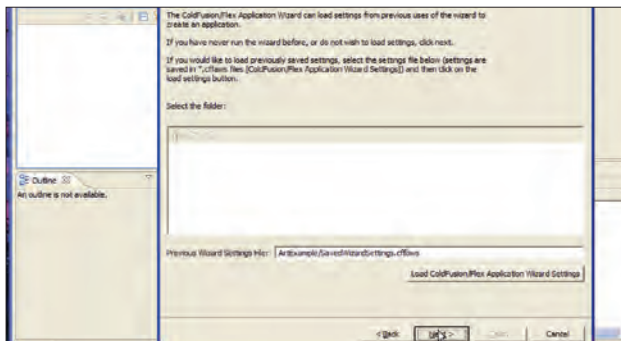 The ColdFusion/Flex Application Wizard can load settings from previous uses of the wizard to
create an application.
If you have never run the wizard before, or do not wish to load settings, click next.
If you would like to load previously saved settings, select the settings file below (settings are
saved in *.cffaws files [ColdFusion/Flex Application Wizard Settings]) and then click on the
load settings button.
Select the folder:
Outline
An outline is not available.
Previous Wizard Settings File: ArtExample/SavedWizardSettings.cffaws
Load ColdFusion/Flex Application Wizard Settings
< Back Next > Cancel